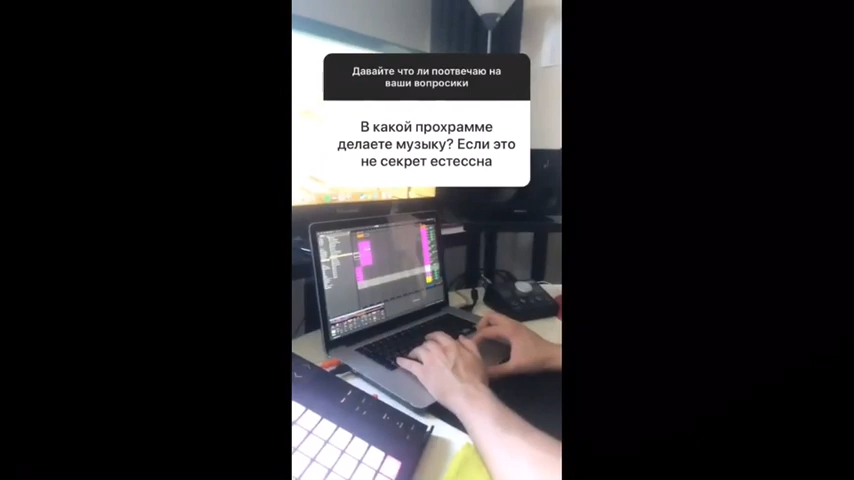 Давайте что ли поотвечаю на
ваши вопросики
В какой прохрамме
делаете музыку? Если это
не секрет естессна